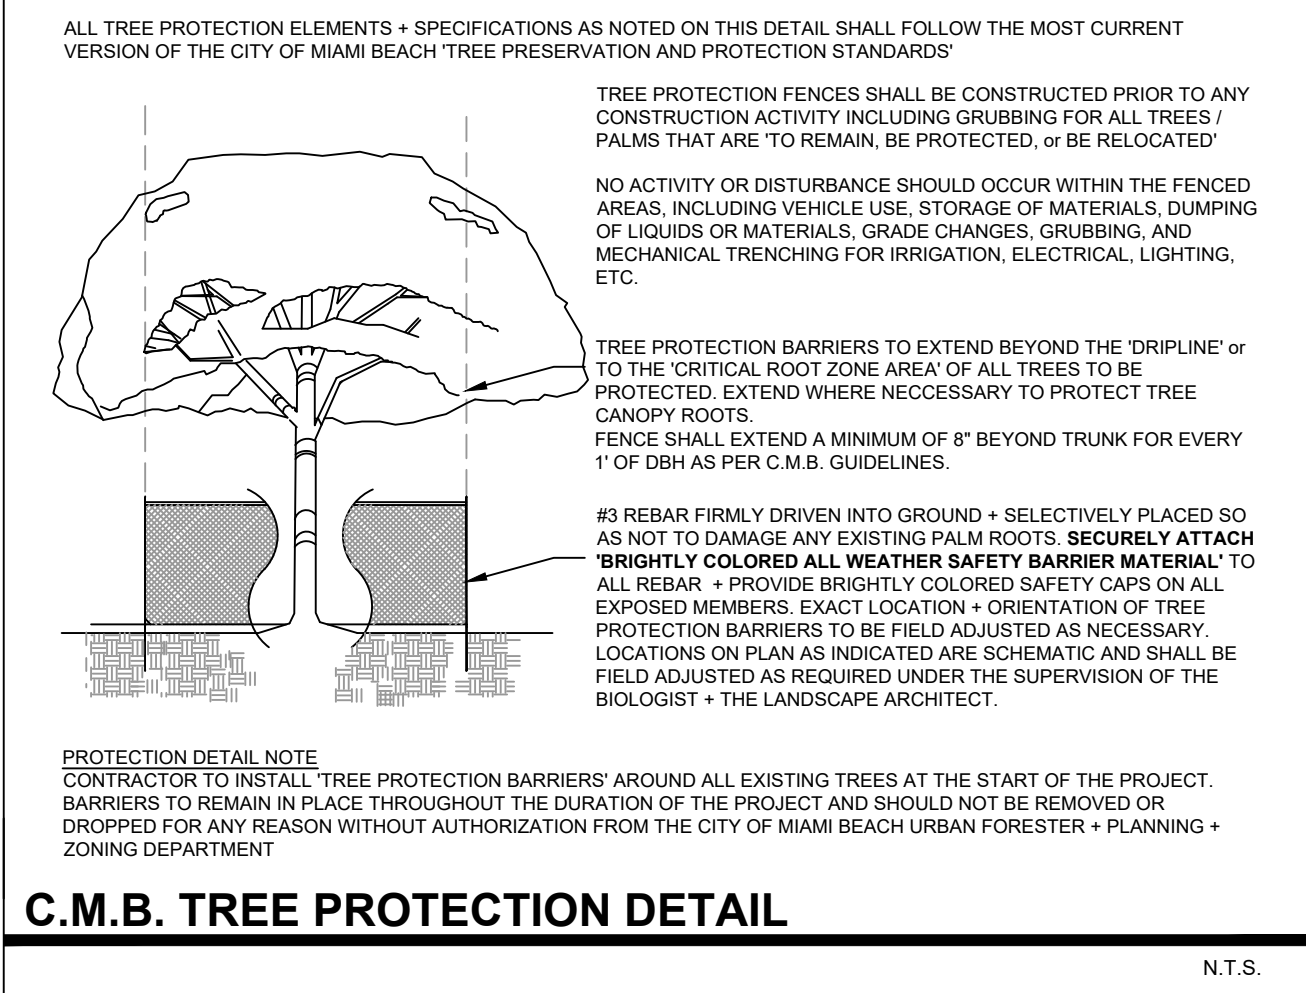 ALL TREE PROTECTION ELEMENTS + SPECIFICATIONS AS NOTED ON THIS DETAIL SHALL FOLLOW THE MOST CURRENT
VERSION OF THE CITY OF MIAMI BEACH 'TREE PRESERVATION AND PROTECTION STANDARDS'
TREE PROTECTION FENCES SHALL BE CONSTRUCTED PRIOR TO ANY
CONSTRUCTION ACTIVITY INCLUDING GRUBBING FOR ALL TREES /
PALMS THAT ARE 'TO REMAIN, BE PROTECTED, or BE RELOCATED'
NO ACTIVITY OR DISTURBANCE SHOULD OCCUR WITHIN THE FENCED
AREAS, INCLUDING VEHICLE USE, STORAGE OF MATERIALS, DUMPING
OF LIQUIDS OR MATERIALS, GRADE CHANGES, GRUBBING, AND
MECHANICAL TRENCHING FOR IRRIGATION, ELECTRICAL, LIGHTING,
ETC.
TREE PROTECTION BARRIERS TO EXTEND BEYOND THE 'DRIPLINE' or
TO THE 'CRITICAL ROOT ZONE AREA' OF ALL TREES TO BE
PROTECTED. EXTEND WHERE NECCESSARY TO PROTECT TREE
CANOPY ROOTS.
FENCE SHALL EXTEND A MINIMUM OF 8" BEYOND TRUNK FOR EVERY
1' OF DBH AS PER C.M.B. GUIDELINES.
#3 REBAR FIRMLY DRIVEN INTO GROUND + SELECTIVELY PLACED SO
AS NOT TO DAMAGE ANY EXISTING PALM ROOTS. SECURELY ATTACH
'BRIGHTLY COLORED ALL WEATHER SAFETY BARRIER MATERIAL' TO
ALL REBAR + PROVIDE BRIGHTLY COLORED SAFETY CAPS ON ALL
EXPOSED MEMBERS. EXACT LOCATION + ORIENTATION OF TREE
PROTECTION BARRIERS TO BE FIELD ADJUSTED AS NECESSARY.
LOCATIONS ON PLAN AS INDICATED ARE SCHEMATIC AND SHALL BE
FIELD ADJUSTED AS REQUIRED UNDER THE SUPERVISION OF THE
BIOLOGIST + THE LANDSCAPE ARCHITECT.
PROTECTION DETAIL NOTE
CONTRACTOR TO INSTALL 'TREE PROTECTION BARRIERS' AROUND ALL EXISTING TREES AT THE START OF THE PROJECT.
BARRIERS TO REMAIN IN PLACE THROUGHOUT THE DURATION OF THE PROJECT AND SHOULD NOT BE REMOVED OR
DROPPED FOR ANY REASON WITHOUT AUTHORIZATION FROM THE CITY OF MIAMI BEACH URBAN FORESTER + PLANNING +
ZONING DEPARTMENT
C.M.B. TREE PROTECTION DETAIL
N.T.S.